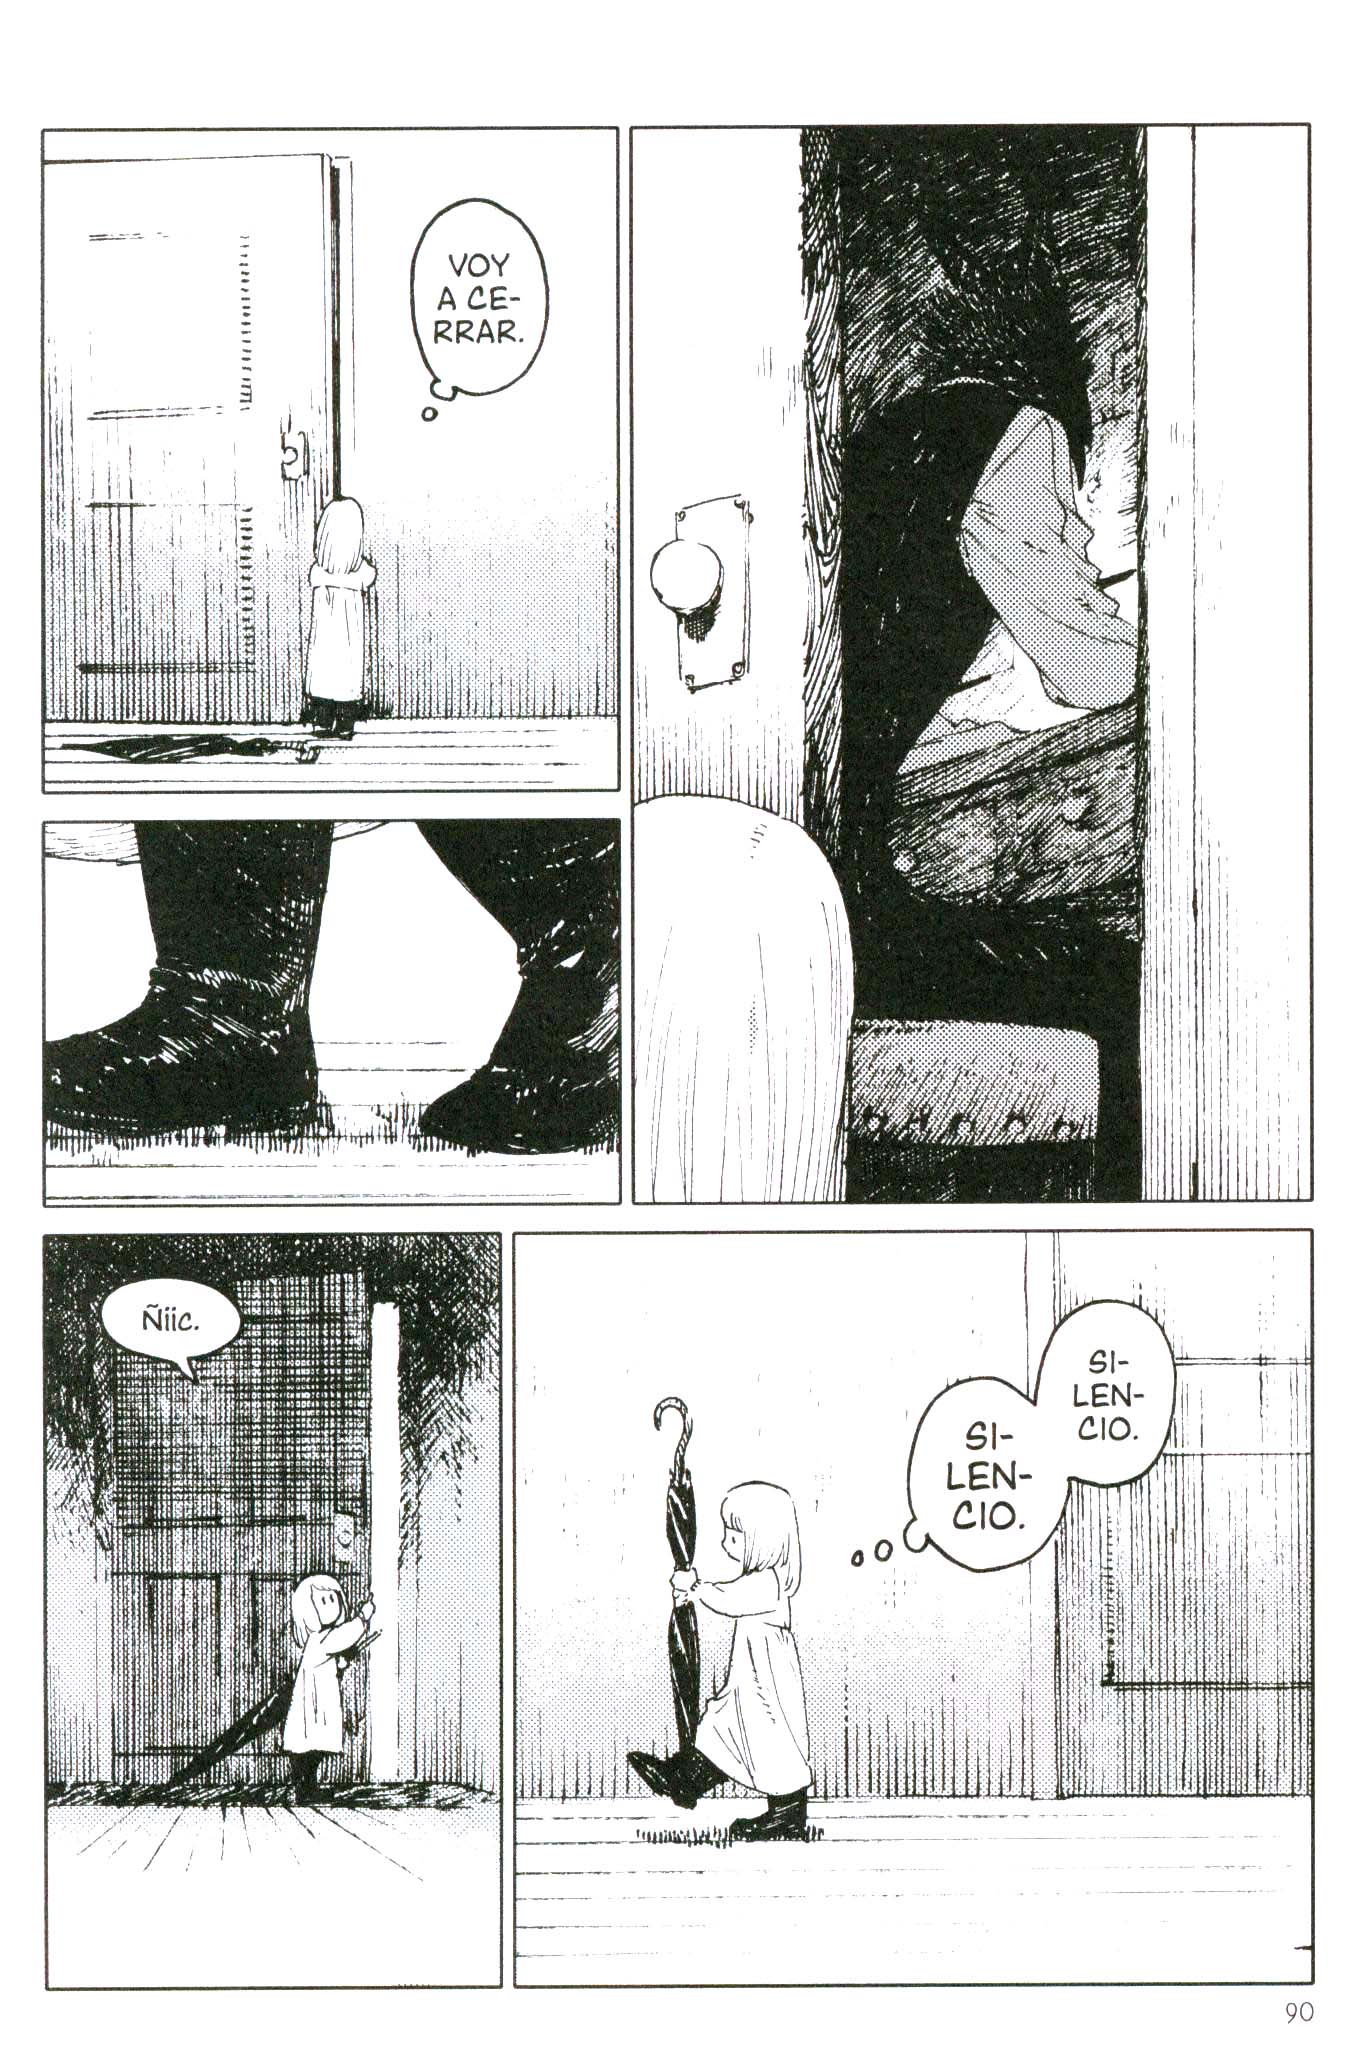 VOY
A CE-
RRAR.
SI-
LEN-
CIO.
SI-
LEN-
CIO.
Ñiic.
90